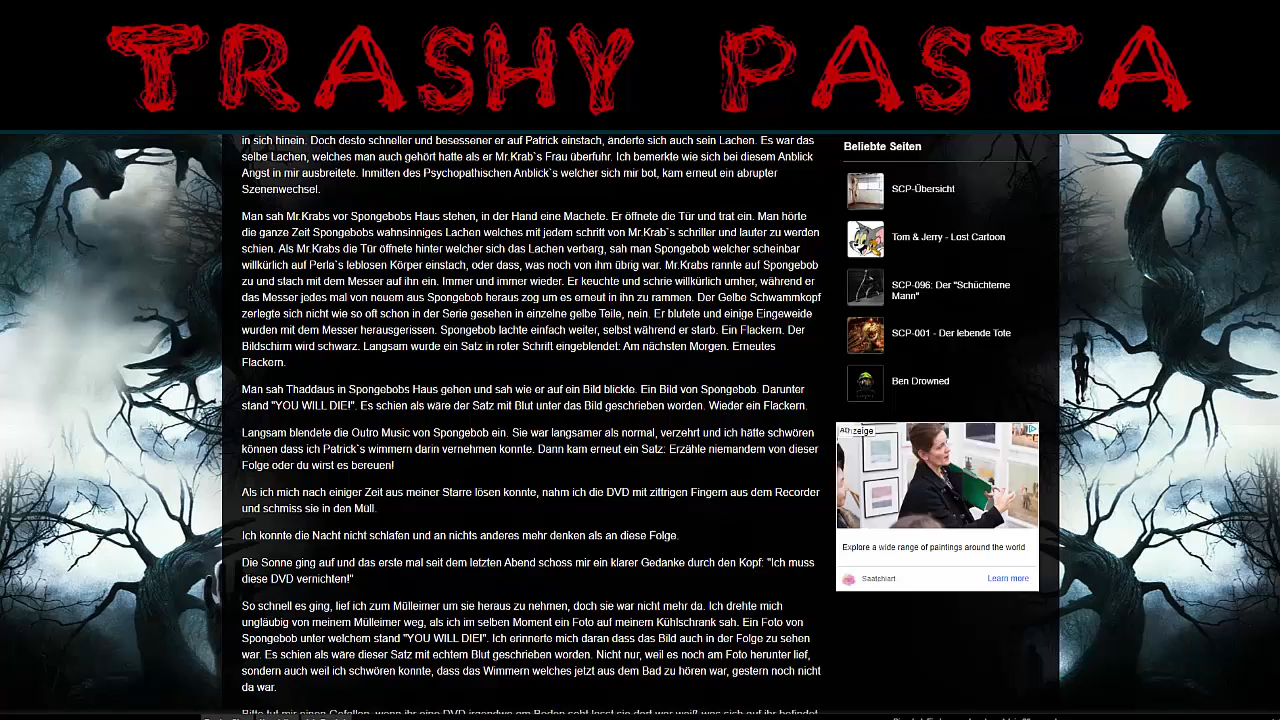 TRASHY PASTA
in sich hinein. Doch desto schneller und besessener er auf Patrick einstach, änderte sich auch sein Lachen. Es war das
selbe Lachen, welches man auch gehört hatte als er Mr.Krab`s Frau überfuhr. Ich bemerkte wie sich bei diesem Anblick
Angst in mir ausbreitete. Inmitten des Psychopathischen Anblick`s welcher sich mir bot, kam erneut ein abrupter
Szenenwechsel.
Man sah Mr.Krabs vor Spongebobs Haus stehen, in der Hand eine Machete. Er öffnete die Tür und trat ein. Man hörte
die ganze Zeit Spongebobs wahnsinniges Lachen welches mit jedem schritt von Mr.Krab`s schriller und lauter zu werden
schien. Als Mr.Krabs die Tür öffnete hinter welcher sich das Lachen verbarg, sah man Spongebob welcher scheinbar
willkürlich auf Perla`s leblosen Körper einstach, oder dass, was noch von ihm übrig war. Mr.Krabs rannte auf Spongebob
zu und stach mit dem Messer auf ihn ein. Immer und immer wieder. Er keuchte und schrie willkürlich umher, während er
das Messer jedes mal von neuem aus Spongebob heraus zog um es erneut in ihn zu rammen. Der Gelbe Schwammkopf
zerlegte sich nicht wie so oft schon in der Serie gesehen in einzelne gelbe Teile, nein. Er blutete und einige Eingeweide
wurden mit dem Messer herausgerissen. Spongebob lachte einfach weiter, selbst während er starb. Ein Flackern. Der
Bildschirm wird schwarz. Langsam wurde ein Satz in roter Schrift eingeblendet: Am nächsten Morgen. Erneutes
Flackern.
Man sah Thaddäus in Spongebobs Haus gehen und sah wie er auf ein Bild blickte. Ein Bild von Spongebob. Darunter
stand "YOU WILL DIE!". Es schien als wäre der Satz mit Blut unter das Bild geschrieben worden. Wieder ein Flackern.
Langsam blendete die Outro Music von Spongebob ein. Sie war langsamer als normal, verzehrt und ich hätte schwören
können dass ich Patrick`s wimmern darin vernehmen konnte. Dann kam erneut ein Satz: Erzähle niemandem von dieser
Folge oder du wirst es bereuen!
Als ich mich nach einiger Zeit aus meiner Starre lösen konnte, nahm ich die DVD mit zittrigen Fingern aus dem Recorder
und schmiss sie in den Müll.
Ich konnte die Nacht nicht schlafen und an nichts anderes mehr denken als an diese Folge.
Die Sonne ging auf und das erste mal seit dem letzten Abend schoss mir ein klarer Gedanke durch den Kopf: "Ich muss
diese DVD vernichten!"
So schnell es ging, lief ich zum Mülleimer um sie heraus zu nehmen, doch sie war nicht mehr da. Ich drehte mich
ungläubig von meinem Mülleimer weg, als ich im selben Moment ein Foto auf meinem Kühlschrank sah. Ein Foto von
Spongebob unter welchem stand "YOU WILL DIE!". Ich erinnerte mich daran dass das Bild auch in der Folge zu sehen
war. Es schien als wäre dieser Satz mit echtem Blut geschrieben worden. Nicht nur, weil es noch am Foto herunter lief,
sondern auch weil ich schwören konnte, dass das Wimmern welches jetzt aus dem Bad zu hören war, gestern noch nicht
da war.
Beliebte Seiten
SCP-Übersicht
Tom & Jerry - Lost Cartoon
SCP-096: Der "Schüchterne
Mann"
SCP-001 - Der lebende Tote
Ben Drowned
Anzeige
Explore a wide range of paintings around the world
Saatchiart
Learn more